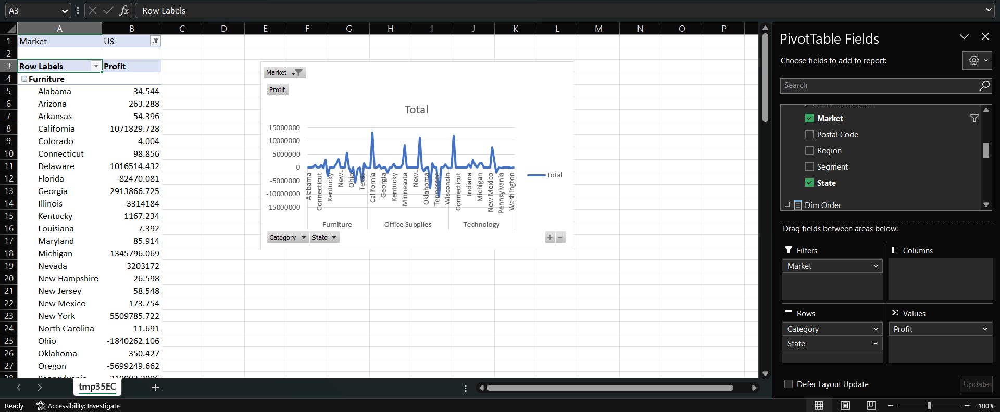 A3
fx
Row Labels
A B C D E F G H I J K L M N O P
1 Market US
2
3 Row Labels Profit
4 Furniture
5 Alabama 34.544
6 Arizona 263.288
7 Arkansas 54.396
8 California 1071829.728
9 Colorado 4.004
10 Connecticut 98.856
11 Delaware 1016514.432
12 Florida -82470.081
13 Georgia 2913866.725
14 Illinois -3314184
15 Kentucky 1167.234
16 Louisiana 7.392
17 Maryland 85.914
18 Michigan 1345796.069
19 Nevada 3203172
20 New Hampshire 26.598
21 New Jersey 58.548
22 New Mexico 173.754
23 New York 5509785.722
24 North Carolina 11.691
25 Ohio -1840262.106
26 Oklahoma 350.427
27 Oregon -5699249.662
28 Pennsylvania
Market
Profit
Total
15000000
10000000
5000000
0
-5000000
-10000000
-15000000
Alabama
Connecticut
Kentucky
New...
Ohio
Texas
California
Georgia
Kentucky
Minnesota
New...
Oklahoma
Tennessee
Wisconsin
Connecticut
Indiana
Michigan
New Mexico
Pennsylvania
Washington
Furniture
Office Supplies
Technology
Total
Category
State
PivotTable Fields
Choose fields to add to report:
Search
Customer Name
Market
Postal Code
Region
Segment
State
Dim Order
Drag fields between areas below:
Filters
Columns
Market
Rows
Σ Values
Category
Profit
State
Defer Layout Update
Update
tmp35EC
Ready
Accessibility: Investigate
100%